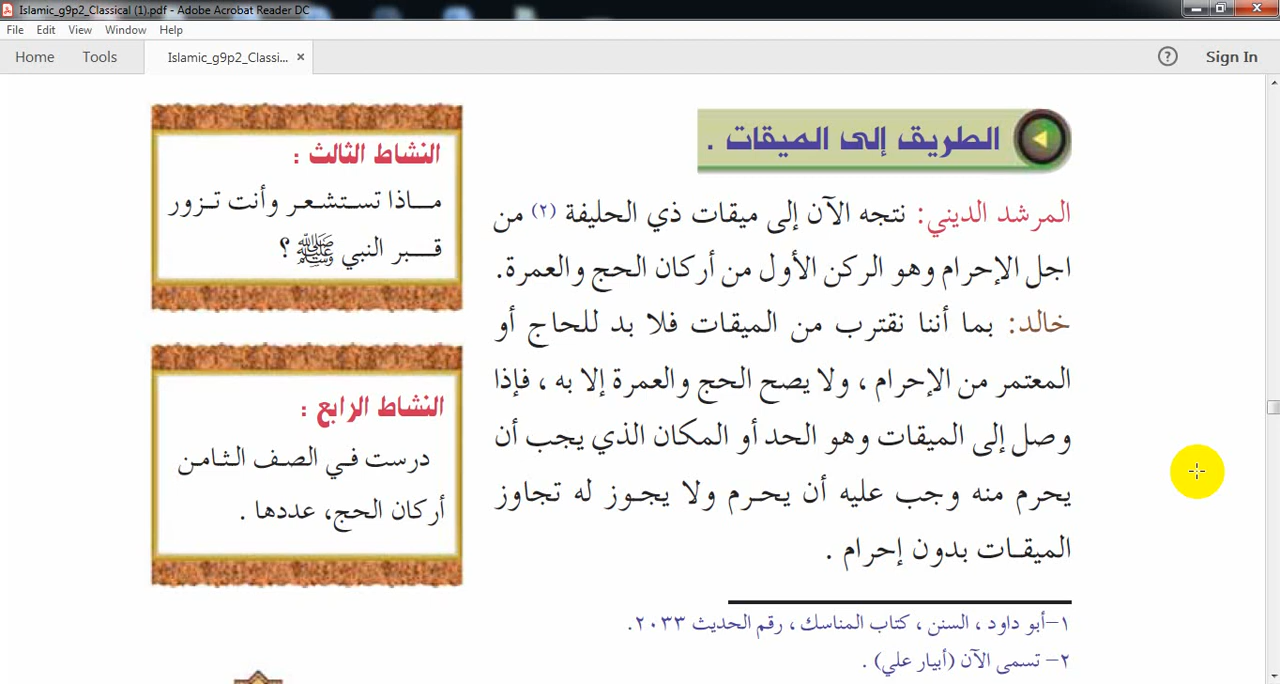 Islamic_g9p2_Classical (1).pdf - Adobe Acrobat Reader DC
File Edit View Window Help
Home Tools Islamic_g9p2_Classi... × ? Sign In
الطريق إلى الميقات .
المرشد الديني: نتجه الآن إلى ميقات ذي الحليفة (٢) من
اجل الإحرام وهو الركن الأول من أركان الحج والعمرة.
خالد: بما أننا نقترب من الميقات فلا بد للحاج أو
المعتمر من الإحرام ، ولا يصح الحج والعمرة إلا به ، فإذا
وصل إلى الميقات وهو الحد أو المكان الذي يجب أن
يحرم منه وجب عليه أن يحرم ولا يجوز له تجاوز
الميقات بدون إحرام .
النشاط الثالث :
ماذا تستشعر وأنت تزور
قبر النبي ﷺ ؟
النشاط الرابع :
درست في الصف الثامن
أركان الحج، عددها .
١-أبو داود ، السنن ، كتاب المناسك ، رقم الحديث ٢٠٣٣.
٢- تسمى الآن (أبيار علي) .